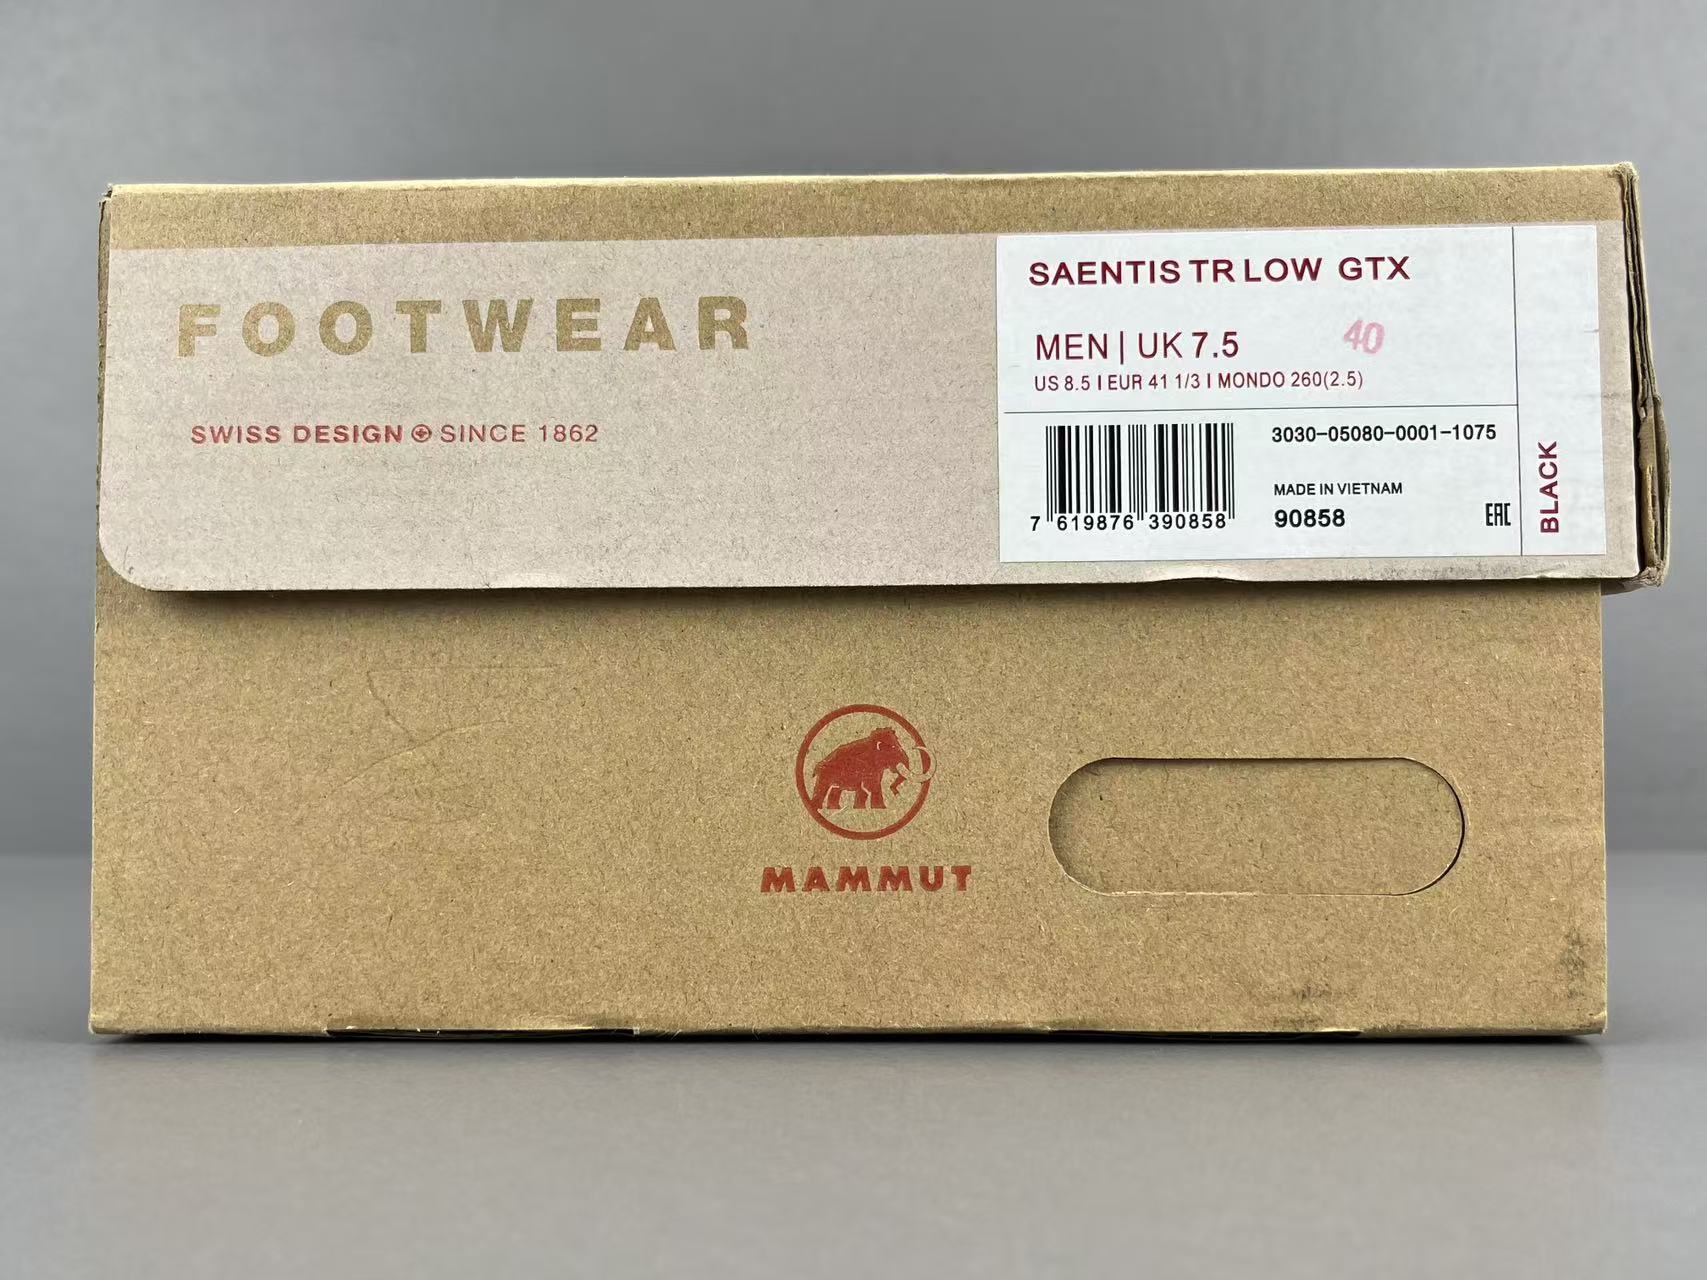 FOOTWEAR
SWISS DESIGN SINCE 1862
SAENTIS TR LOW GTX
MEN | UK 7.5
40
US 8.5 I EUR 41 1/3 I MONDO 260(2.5)
3030-05080-0001-1075
MADE IN VIETNAM
90858
EAC
7 619876 390858
BLACK
MAMMUT